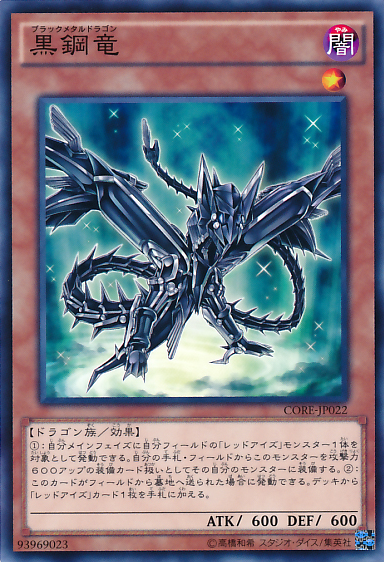 ブラックメタルドラゴン
黒鋼竜
やみ
闇
CORE-JP022
【ドラゴン族/効果】
①:自分メインフェイズに自分フィールドの「レッドアイズ」モンスター1体を
対象として発動できる。自分の手札・フィールドからこのモンスターを攻撃力
600アップの装備カード扱いとしてその自分のモンスターに装備する。②:
このカードがフィールドから墓地へ送られた場合に発動できる。デッキから
「レッドアイズ」カード1枚を手札に加える。
ATK/ 600 DEF/ 600
93969023
©高橋和希 スタジオ・ダイス/集英社